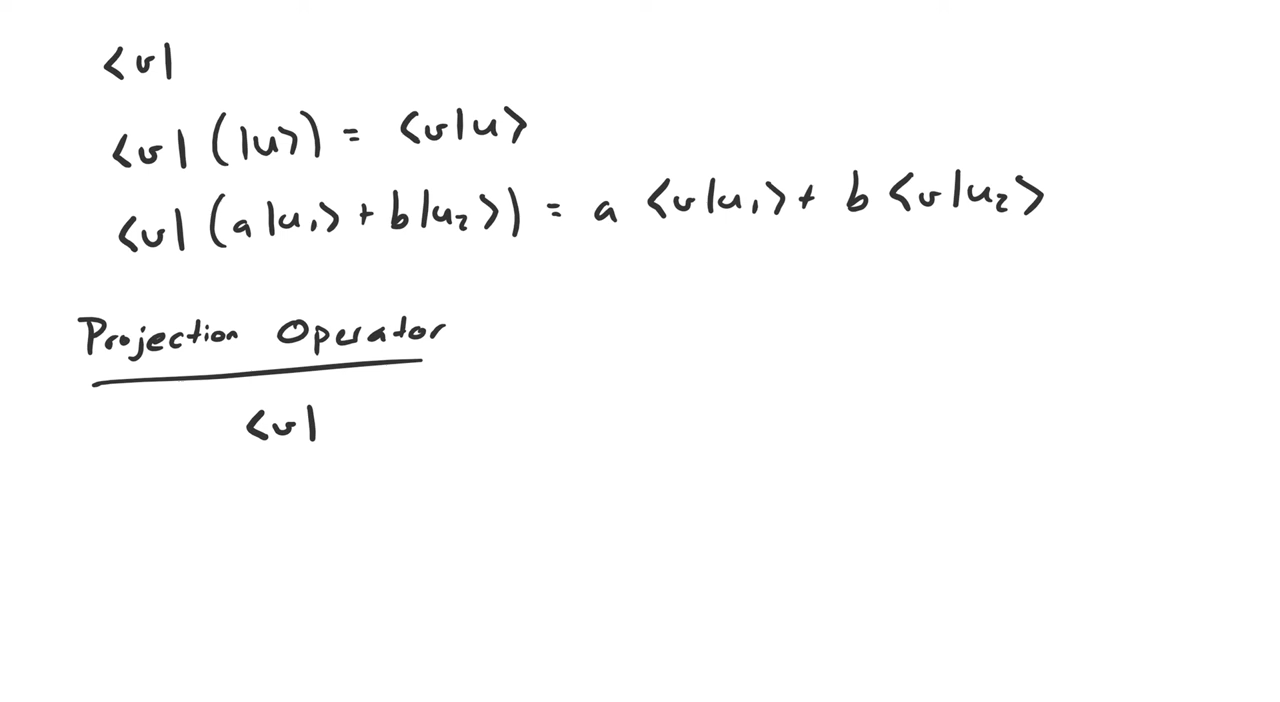 <v|
<v| (|u>) = <v|u>
<v| (a |u₁> + b |u₂>) = a <v|u₁> + b <v|u₂>
Projection Operator
<v|